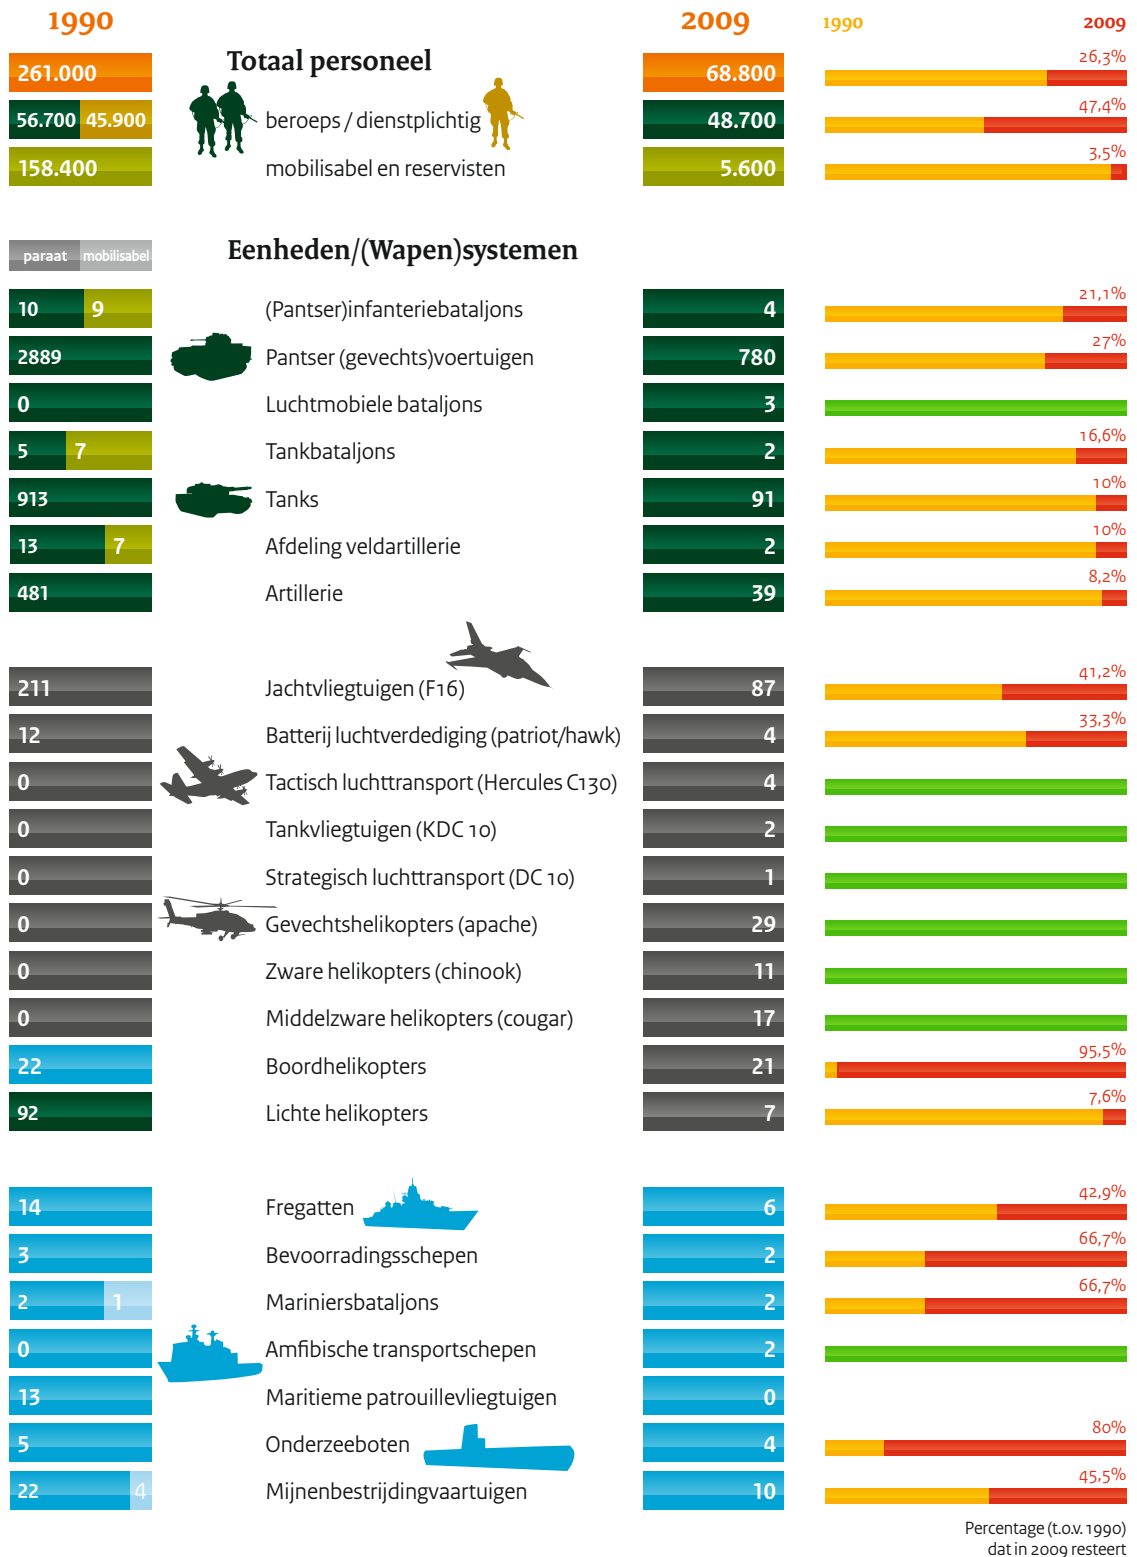 1990 2009 1990 2009
261.000 Totaal personeel 68.800 26,3%
56.700 45.900 beroeps / dienstplichtig 48.700 47,4%
158.400 mobilisabel en reservisten 5.600 3,5%
paraat mobilisabel Eenheden/(Wapen)systemen
10 9 (Pantser)infanteriebataljons 4 21,1%
2889 Pantser (gevechts)voertuigen 780 27%
0 Luchtmobiele bataljons 3
5 7 Tankbataljons 2 16,6%
913 Tanks 91 10%
13 7 Afdeling veldartillerie 2 10%
481 Artillerie 39 8,2%
211 Jachtvliegtuigen (F16) 87 41,2%
12 Batterij luchtverdediging (patriot/hawk) 4 33,3%
0 Tactisch luchttransport (Hercules C130) 4
0 Tankvliegtuigen (KDC 10) 2
0 Strategisch luchttransport (DC 10) 1
0 Gevechtshelikopters (apache) 29
0 Zware helikopters (chinook) 11
0 Middelzware helikopters (cougar) 17
22 Boordhelikopters 21 95,5%
92 Lichte helikopters 7 7,6%
14 Fregatten 6 42,9%
3 Bevoorradingsschepen 2 66,7%
2 1 Mariniersbataljons 2 66,7%
0 Amfibische transportschepen 2
13 Maritieme patrouillevliegtuigen 0
5 Onderzeeboten 4 80%
22 4 Mijnenbestrijdingvaartuigen 10 45,5%
Percentage (t.o.v. 1990)
dat in 2009 resteert